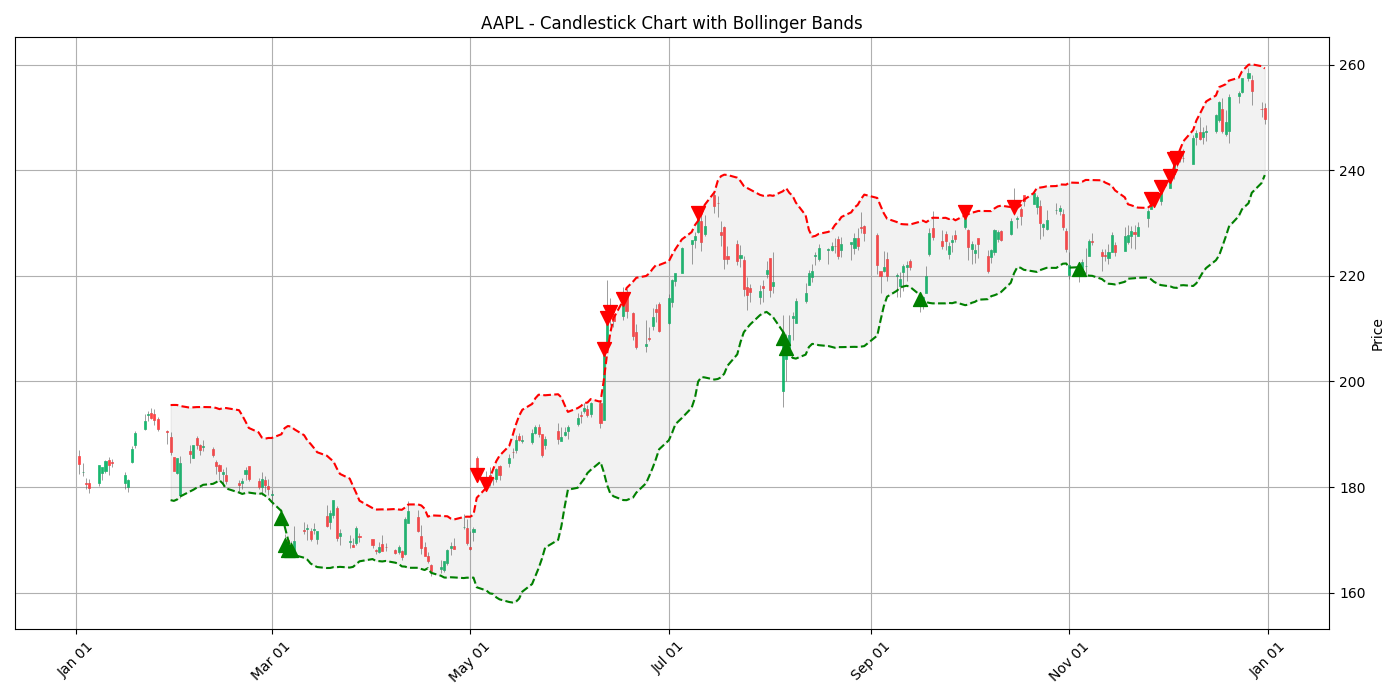 AAPL - Candlestick Chart with Bollinger Bands
260
240
220
200
180
160
Price
Jan 01
Mar 01
May 01
Jul 01
Sep 01
Nov 01
Jan 01